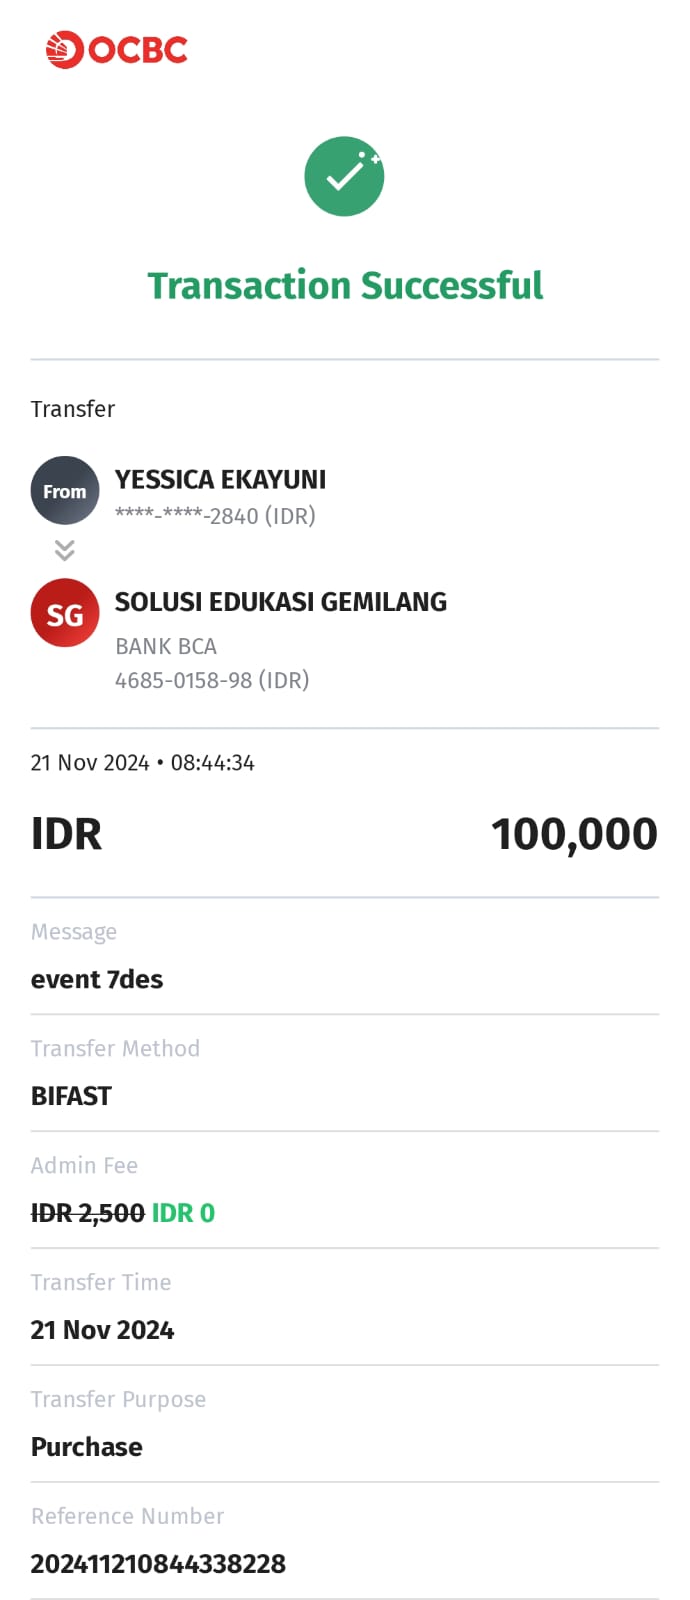 OCBC
Transaction Successful
Transfer
From
YESSICA EKAYUNI
****-****-2840 (IDR)
SG
SOLUSI EDUKASI GEMILANG
BANK BCA
4685-0158-98 (IDR)
21 Nov 2024 • 08:44:34
IDR 100,000
Message
event 7des
Transfer Method
BIFAST
Admin Fee
IDR 2,500 IDR 0
Transfer Time
21 Nov 2024
Transfer Purpose
Purchase
Reference Number
202411210844338228